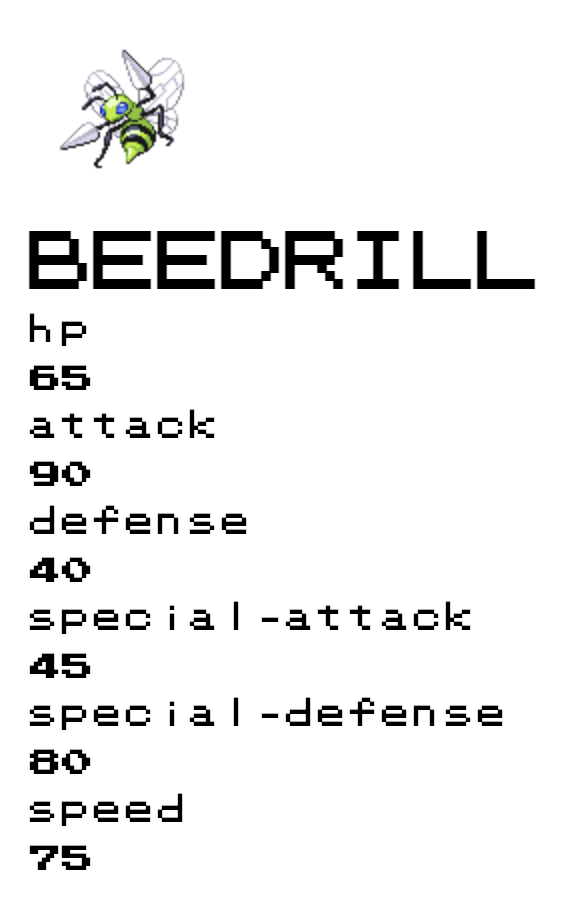 BEEDRILL
hp
65
attack
90
defense
40
special-attack
45
special-defense
80
speed
75